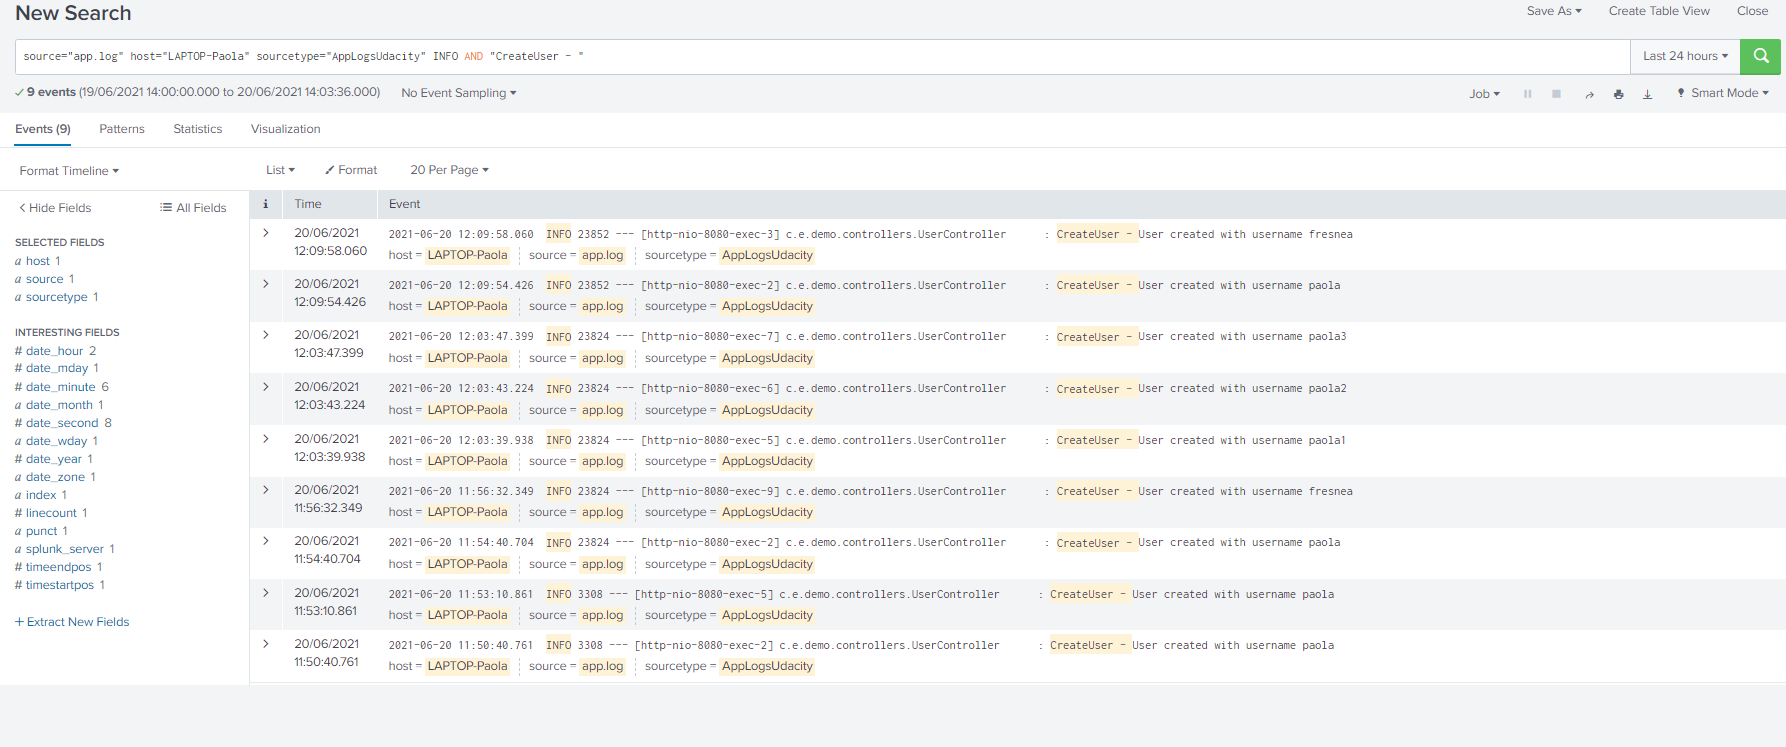 New Search
Save As Create Table View Close
source="app.log" host="LAPTOP-Paola" sourcetype="AppLogsUdacity" INFO AND "CreateUser - "
Last 24 hours
9 events (19/06/2021 14:00:00.000 to 20/06/2021 14:03:36.000) No Event Sampling
Job Smart Mode
Events (9) Patterns Statistics Visualization
Format Timeline
List Format 20 Per Page
Hide Fields All Fields
SELECTED FIELDS
a host 1
a source 1
a sourcetype 1
INTERESTING FIELDS
# date_hour 2
# date_mday 1
# date_minute 6
a date_month 1
# date_second 8
a date_wday 1
# date_year 1
a date_zone 1
a index 1
# linecount 1
a punct 1
a splunk_server 1
# timeendpos 1
# timestartpos 1
+ Extract New Fields
i Time Event
20/06/2021 12:09:58.060
2021-06-20 12:09:58.060 INFO 23852 --- [http-nio-8080-exec-3] c.e.demo.controllers.UserController : CreateUser - User created with username fresnea
host = LAPTOP-Paola source = app.log sourcetype = AppLogsUdacity
20/06/2021 12:09:54.426
2021-06-20 12:09:54.426 INFO 23852 --- [http-nio-8080-exec-2] c.e.demo.controllers.UserController : CreateUser - User created with username paola
host = LAPTOP-Paola source = app.log sourcetype = AppLogsUdacity
20/06/2021 12:03:47.399
2021-06-20 12:03:47.399 INFO 23824 --- [http-nio-8080-exec-7] c.e.demo.controllers.UserController : CreateUser - User created with username paola3
host = LAPTOP-Paola source = app.log sourcetype = AppLogsUdacity
20/06/2021 12:03:43.224
2021-06-20 12:03:43.224 INFO 23824 --- [http-nio-8080-exec-6] c.e.demo.controllers.UserController : CreateUser - User created with username paola2
host = LAPTOP-Paola source = app.log sourcetype = AppLogsUdacity
20/06/2021 12:03:39.938
2021-06-20 12:03:39.938 INFO 23824 --- [http-nio-8080-exec-5] c.e.demo.controllers.UserController : CreateUser - User created with username paola1
host = LAPTOP-Paola source = app.log sourcetype = AppLogsUdacity
20/06/2021 11:56:32.349
2021-06-20 11:56:32.349 INFO 23824 --- [http-nio-8080-exec-9] c.e.demo.controllers.UserController : CreateUser - User created with username fresnea
host = LAPTOP-Paola source = app.log sourcetype = AppLogsUdacity
20/06/2021 11:54:40.704
2021-06-20 11:54:40.704 INFO 23824 --- [http-nio-8080-exec-2] c.e.demo.controllers.UserController : CreateUser - User created with username paola
host = LAPTOP-Paola source = app.log sourcetype = AppLogsUdacity
20/06/2021 11:53:10.861
2021-06-20 11:53:10.861 INFO 3308 --- [http-nio-8080-exec-5] c.e.demo.controllers.UserController : CreateUser - User created with username paola
host = LAPTOP-Paola source = app.log sourcetype = AppLogsUdacity
20/06/2021 11:50:40.761
2021-06-20 11:50:40.761 INFO 3308 --- [http-nio-8080-exec-2] c.e.demo.controllers.UserController : CreateUser - User created with username paola
host = LAPTOP-Paola source = app.log sourcetype = AppLogsUdacity